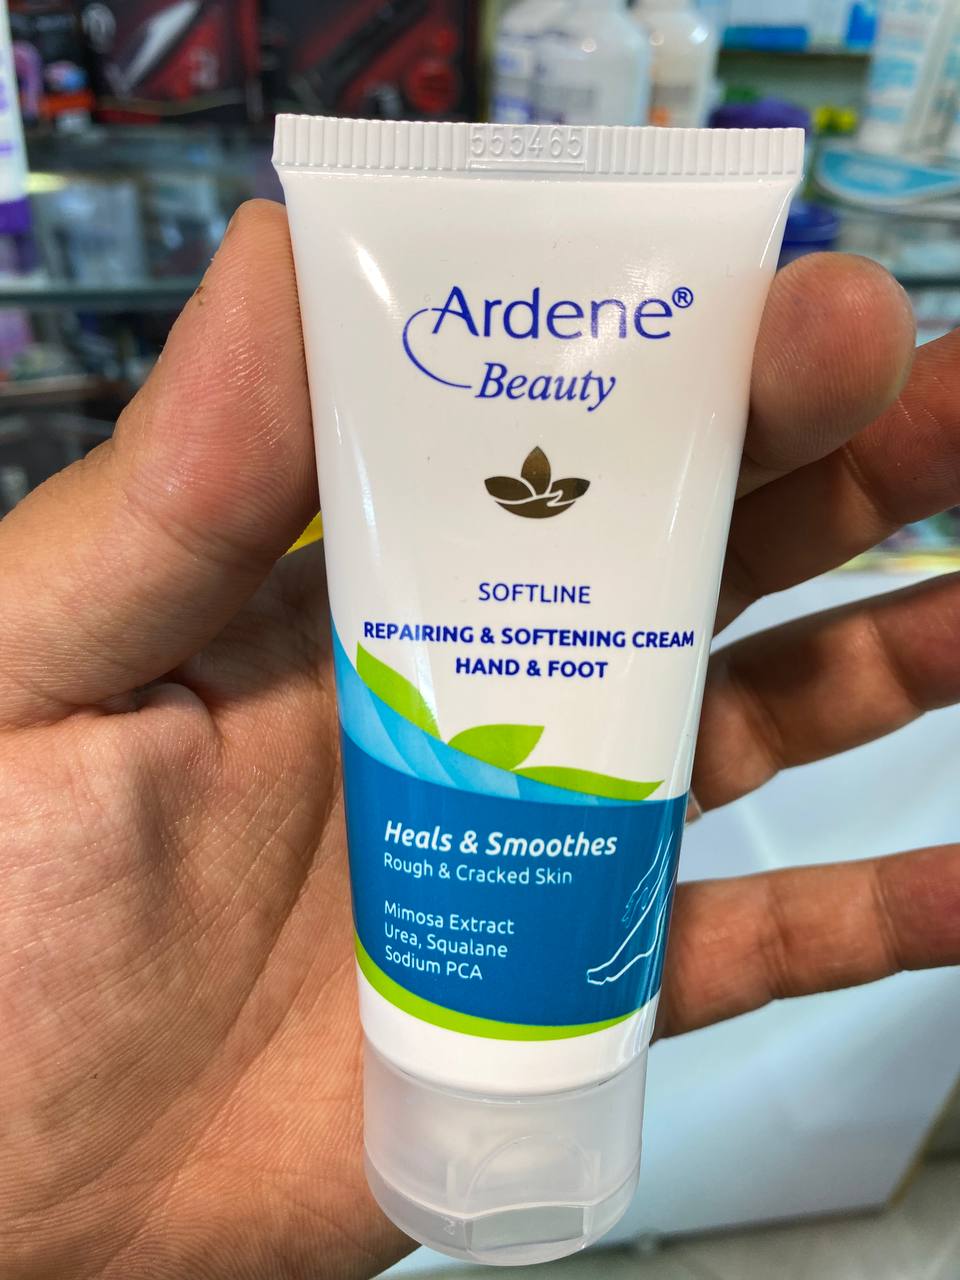 555465
Ardene®
Beauty
SOFTLINE
REPAIRING & SOFTENING CREAM
HAND & FOOT
Heals & Smoothes
Rough & Cracked Skin
Mimosa Extract
Urea, Squalane
Sodium PCA